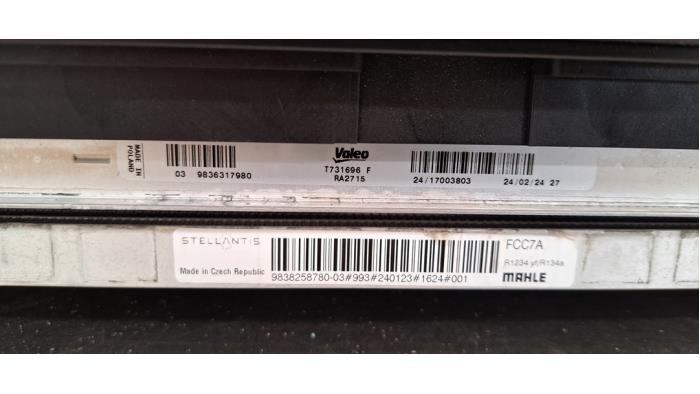 MADE IN
POLAND
03 9836317980
Valeo
T731696 F
RA2715
24/17003803
24/02/24 27
STELLANTIS
Made in Czech Republic
9838258780-03#993#240123#1624#001
FCC7A
R1234 yf/R134a
MAHLE